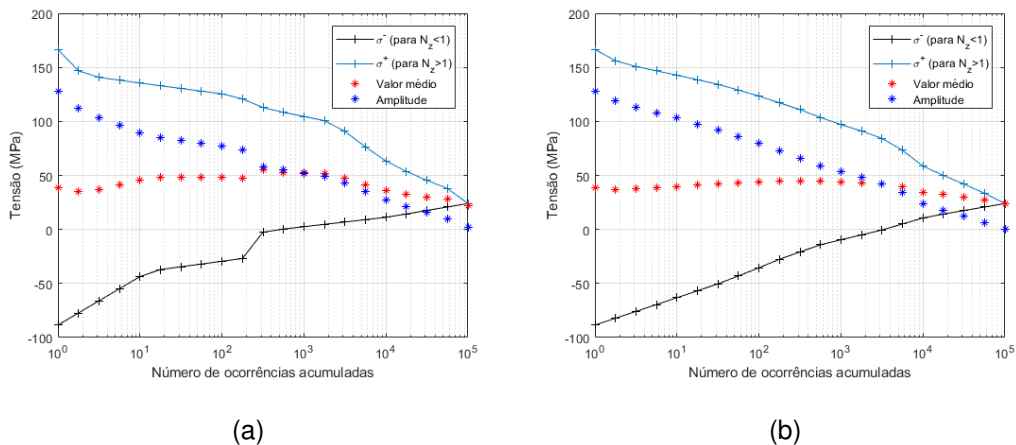 (a)
200
150
100
50
0
-50
-100
Tensão (MPa)
10^0
10^1
10^2
10^3
10^4
10^5
Número de ocorrências acumuladas
σ^- (para N_z<1)
σ^+ (para N_z>1)
Valor médio
Amplitude
(a)
(b)
200
150
100
50
0
-50
-100
Tensão (MPa)
10^0
10^1
10^2
10^3
10^4
10^5
Número de ocorrências acumuladas
σ^- (para N_z<1)
σ^+ (para N_z>1)
Valor médio
Amplitude
(b)